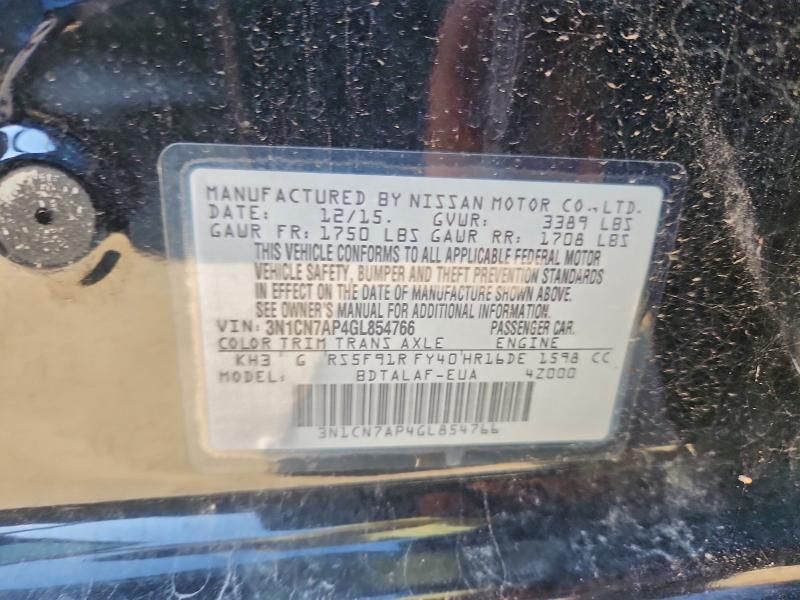 MANUFACTURED BY NISSAN MOTOR CO.,LTD.
DATE: 12/15. GVWR: 3389 LBS
GAWR FR: 1750 LBS GAWR RR: 1708 LBS
THIS VEHICLE CONFORMS TO ALL APPLICABLE FEDERAL MOTOR
VEHICLE SAFETY, BUMPER AND THEFT PREVENTION STANDARDS
IN EFFECT ON THE DATE OF MANUFACTURE SHOWN ABOVE.
SEE OWNER'S MANUAL FOR ADDITIONAL INFORMATION.
VIN: 3N1CN7AP4GL854766 PASSENGER CAR.
COLOR TRIM TRANS AXLE ENGINE
KH3 G RS5F91R FY40 HR16DE 1598 CC
MODEL: BDTALAF-EUA 4Z000
3N1CN7AP4GL854766